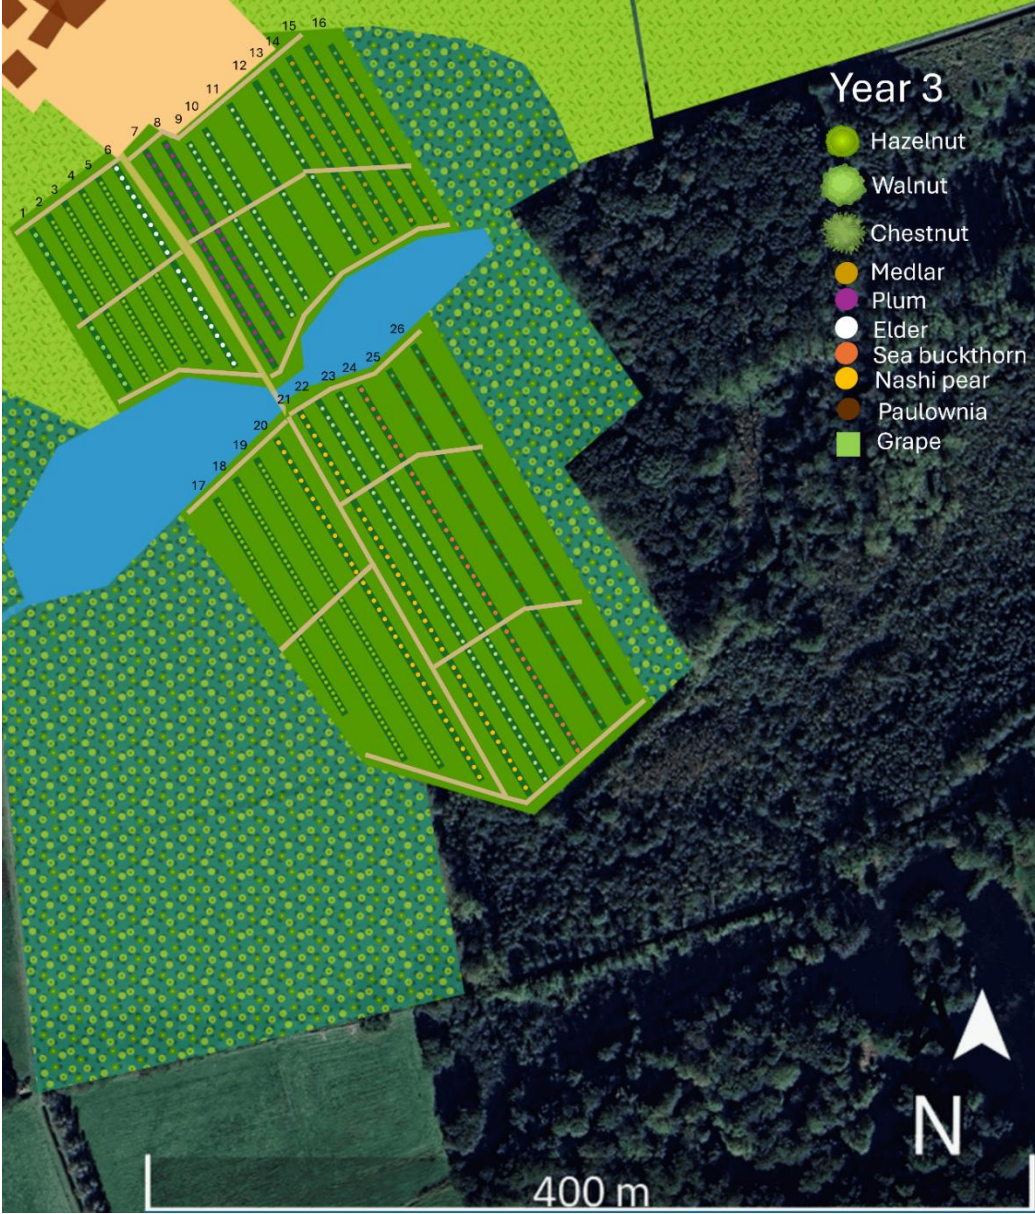 15 16
14
13
12
11
10
9
8
7
6
5
4
3
2
1
Year 3
Hazelnut
Walnut
Chestnut
Medlar
Plum
Elder
Sea buckthorn
Nashi pear
Paulownia
Grape
26
25
24
23
22
21
20
19
18
17
N
400 m